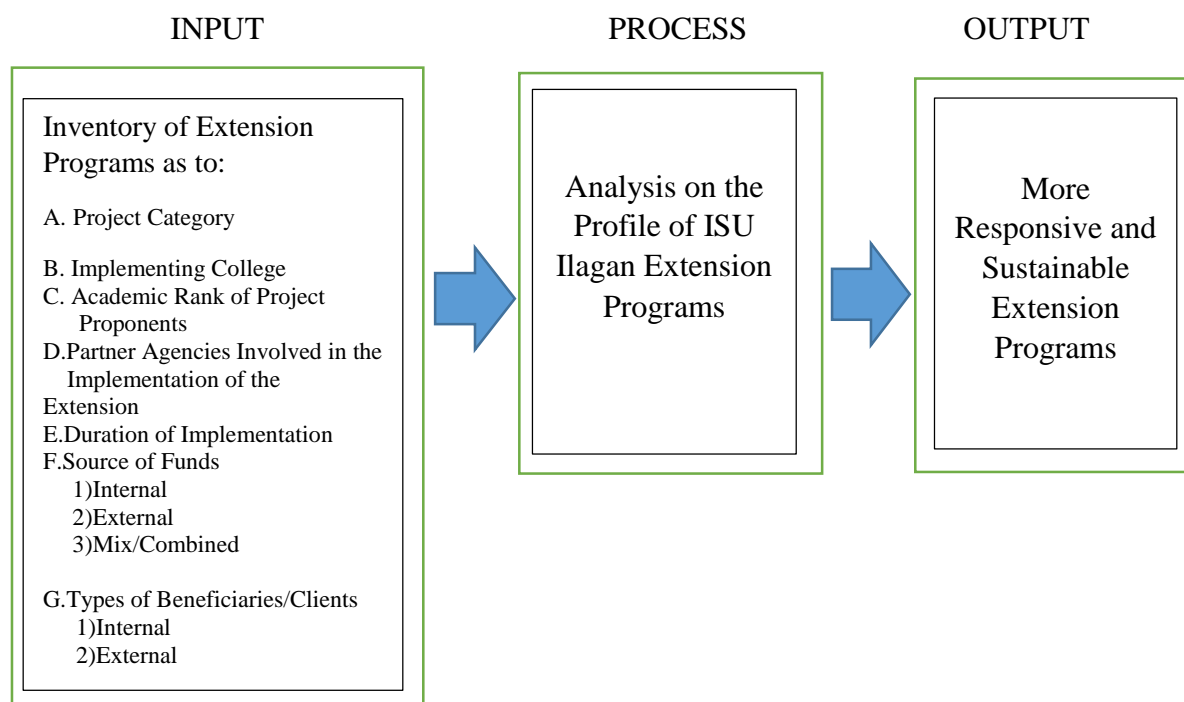 INPUT
PROCESS
OUTPUT
Inventory of Extension
Programs as to:
A. Project Category
B. Implementing College
C. Academic Rank of Project
Proponents
D.Partner Agencies Involved in the
Implementation of the
Extension
E.Duration of Implementation
F.Source of Funds
1)Internal
2)External
3)Mix/Combined
G.Types of Beneficiaries/Clients
1)Internal
2)External
Analysis on the
Profile of ISU
Ilagan Extension
Programs
More
Responsive and
Sustainable
Extension
Programs